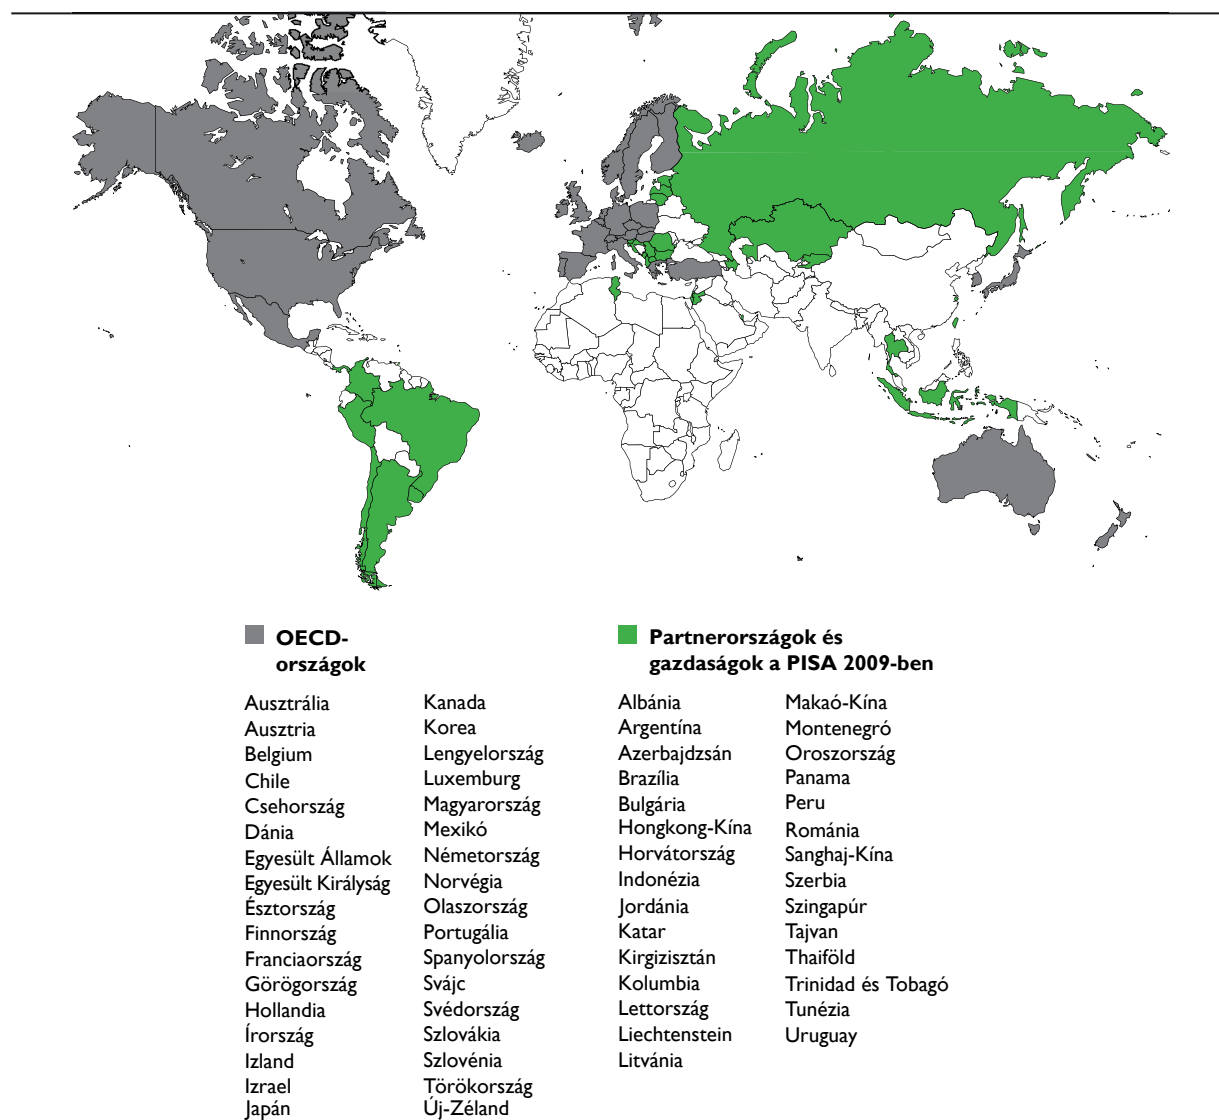 OECD-
országok
Ausztrália
Ausztria
Belgium
Chile
Csehország
Dánia
Egyesült Államok
Egyesült Királyság
Észtország
Finnország
Franciaország
Görögország
Hollandia
Írország
Izland
Izrael
Japán
Kanada
Korea
Lengyelország
Luxemburg
Magyarország
Mexikó
Németország
Norvégia
Olaszország
Portugália
Spanyolország
Svájc
Svédország
Szlovákia
Szlovénia
Törökország
Új-Zéland
Partnerországok és
gazdaságok a PISA 2009-ben
Albánia
Argentína
Azerbajdzsán
Brazília
Bulgária
Hongkong-Kína
Horvátország
Indonézia
Jordánia
Katar
Kirgizisztán
Kolumbia
Lettország
Liechtenstein
Litvánia
Makaó-Kína
Montenegró
Oroszország
Panama
Peru
Románia
Sanghaj-Kína
Szerbia
Szingapúr
Tajvan
Thaiföld
Trinidad és Tobagó
Tunézia
Uruguay